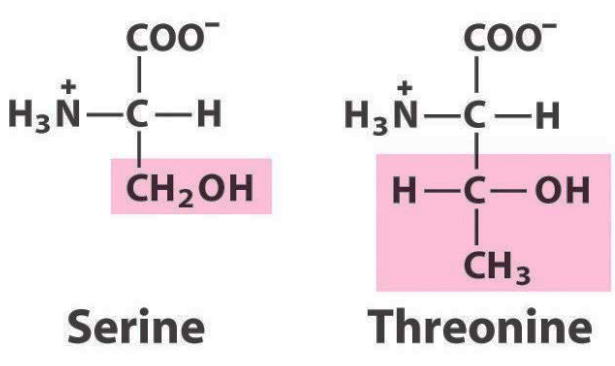 COO⁻ COO⁻
H₃N⁺—C—H H₃N⁺—C—H
CH₂OH H—C—OH
CH₃
Serine Threonine